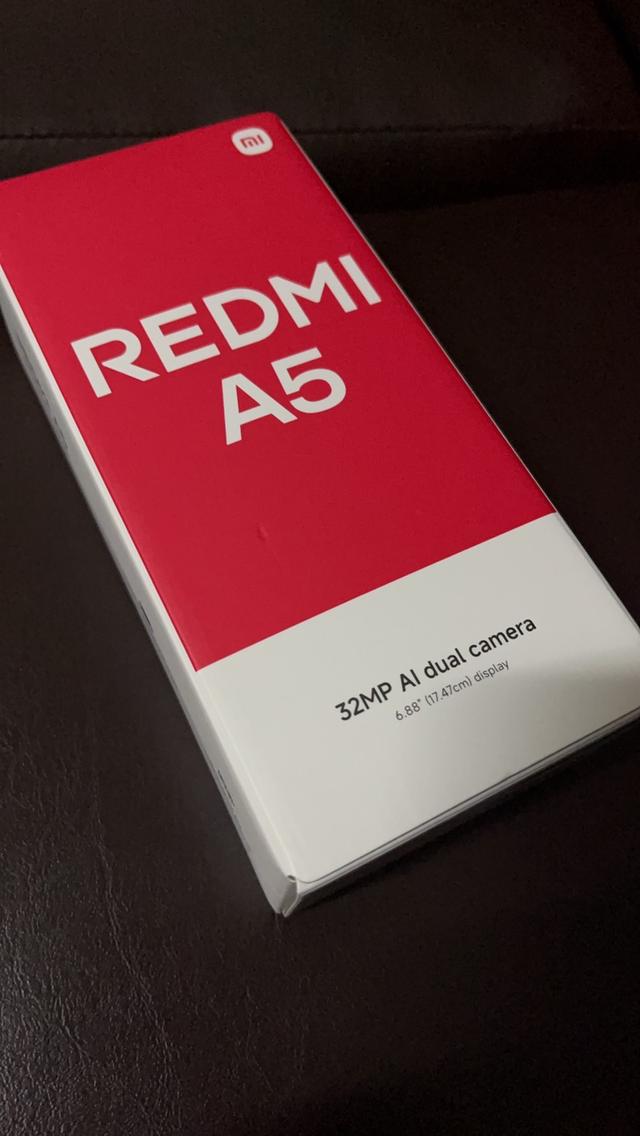 mi
REDMI
A5
32MP AI dual camera
6.88" (17.47cm) display